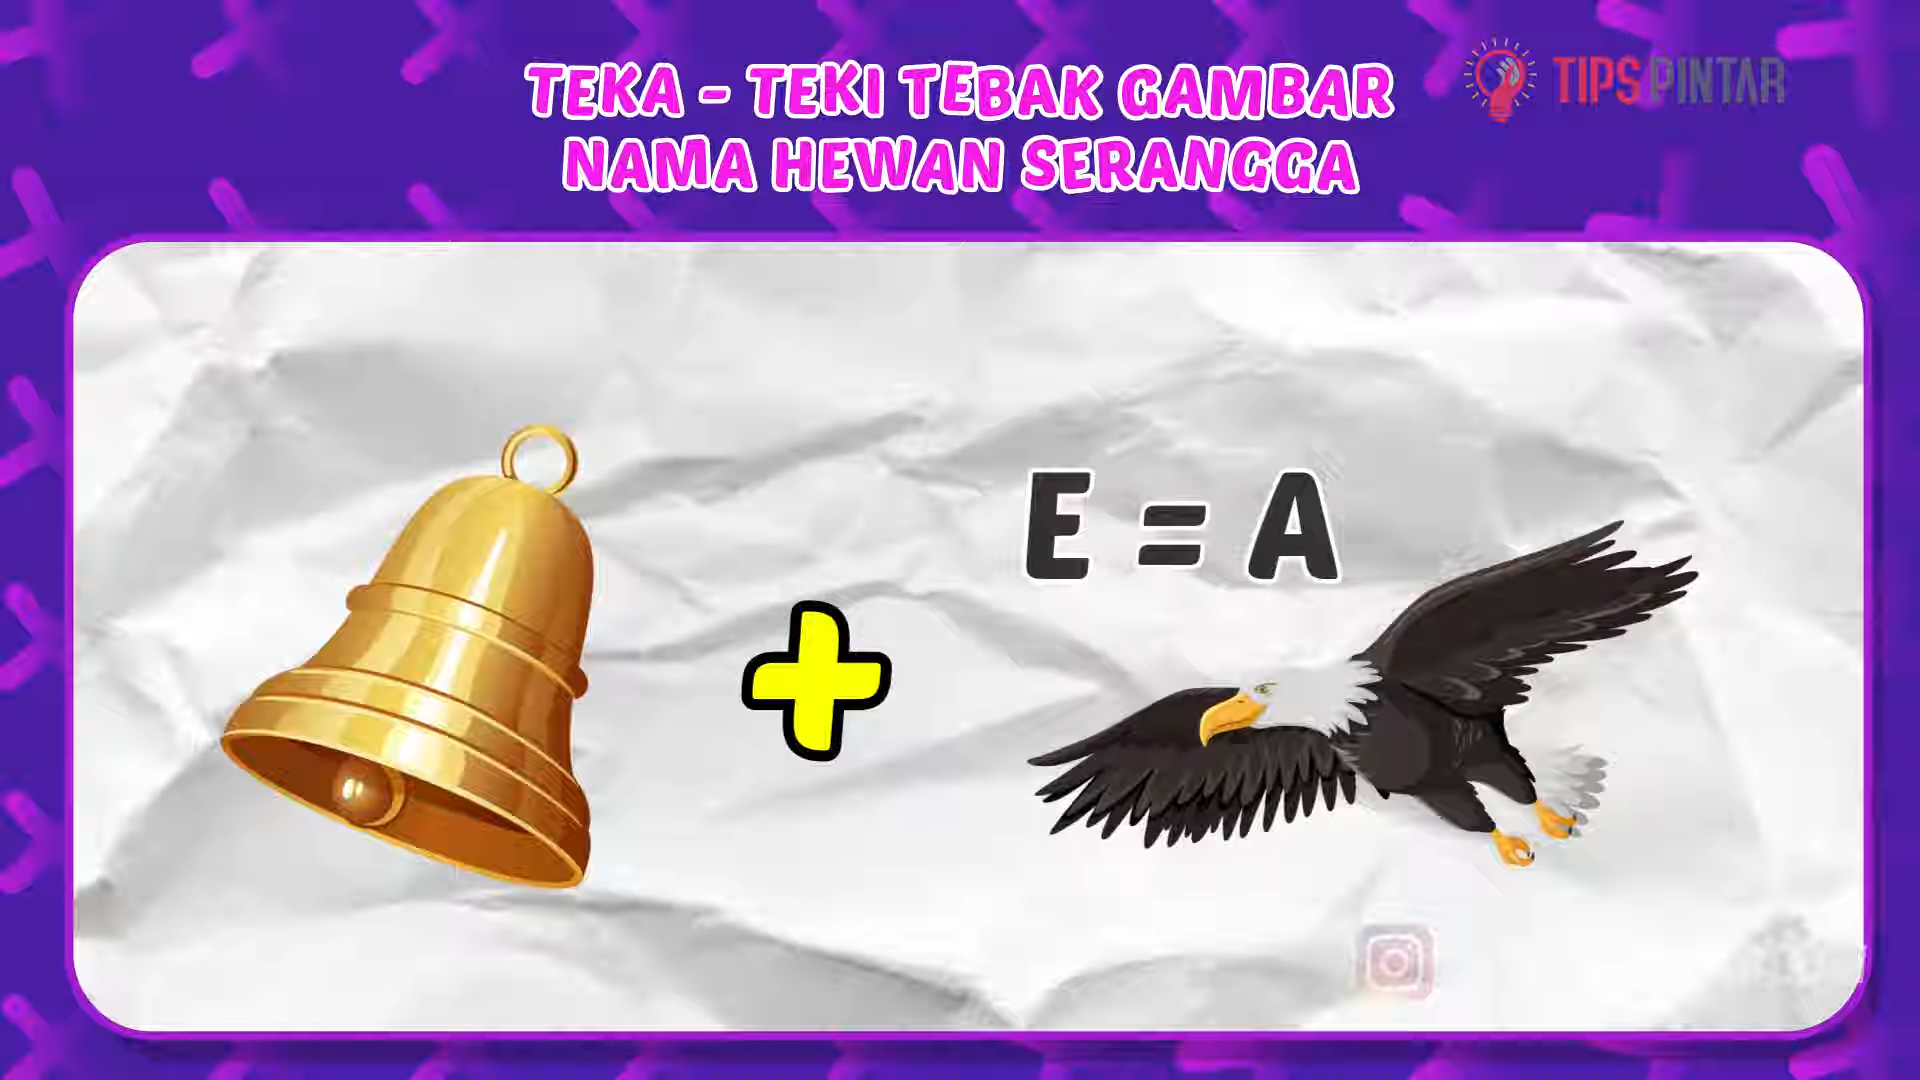 TEKA - TEKI TEBAK GAMBAR
NAMA HEWAN SERANGGA
TIPS PINTAR
E = A